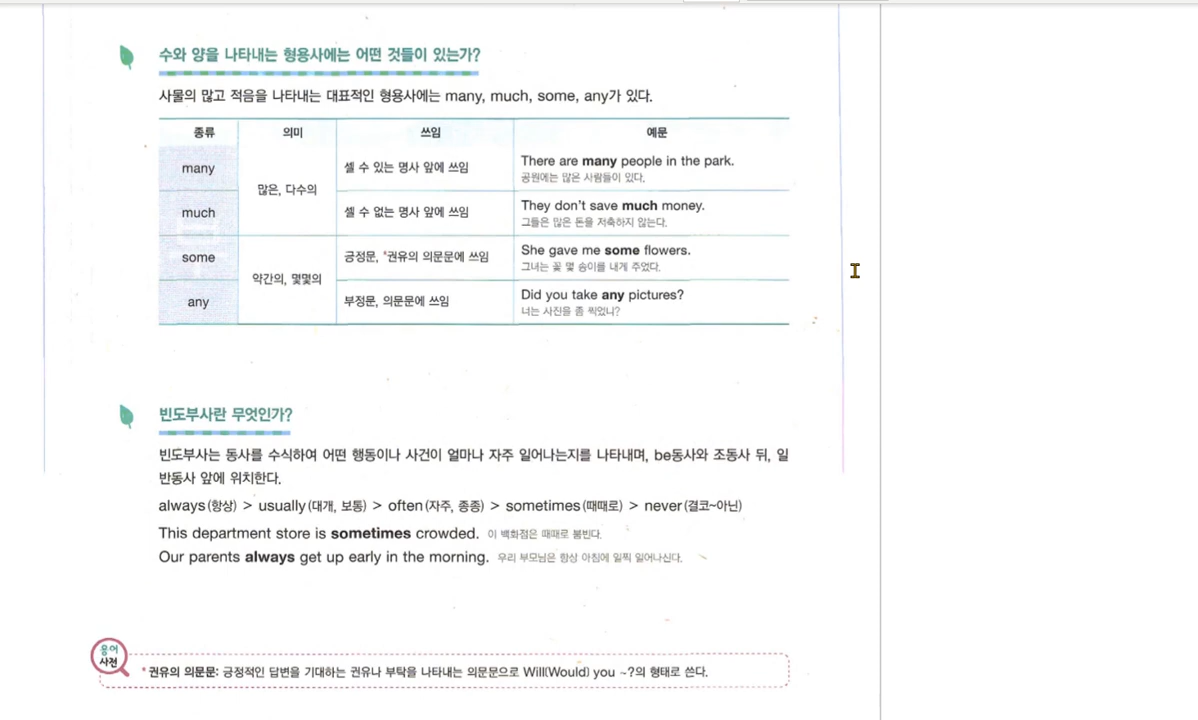 수와 양을 나타내는 형용사에는 어떤 것들이 있는가?
사물의 많고 적음을 나타내는 대표적인 형용사에는 many, much, some, any가 있다.
종류 의미 쓰임 예문
many 많은, 다수의 셀 수 있는 명사 앞에 쓰임 There are many people in the park.
공원에는 많은 사람들이 있다.
much 셀 수 없는 명사 앞에 쓰임 They don't save much money.
그들은 많은 돈을 저축하지 않는다.
some 약간의, 몇몇의 긍정문, *권유의 의문문에 쓰임 She gave me some flowers.
그녀는 꽃 몇 송이를 내게 주었다.
any 부정문, 의문문에 쓰임 Did you take any pictures?
너는 사진을 좀 찍었니?
빈도부사란 무엇인가?
빈도부사는 동사를 수식하여 어떤 행동이나 사건이 얼마나 자주 일어나는지를 나타내며, be동사와 조동사 뒤, 일
반동사 앞에 위치한다.
always(항상) > usually(대개, 보통) > often(자주, 종종) > sometimes(때때로) > never(결코~아닌)
This department store is sometimes crowded. 이 백화점은 때때로 붐빈다.
Our parents always get up early in the morning. 우리 부모님은 항상 아침에 일찍 일어나신다.
용어
사전
*권유의 의문문: 긍정적인 답변을 기대하는 권유나 부탁을 나타내는 의문문으로 Will(Would) you ~?의 형태로 쓴다.